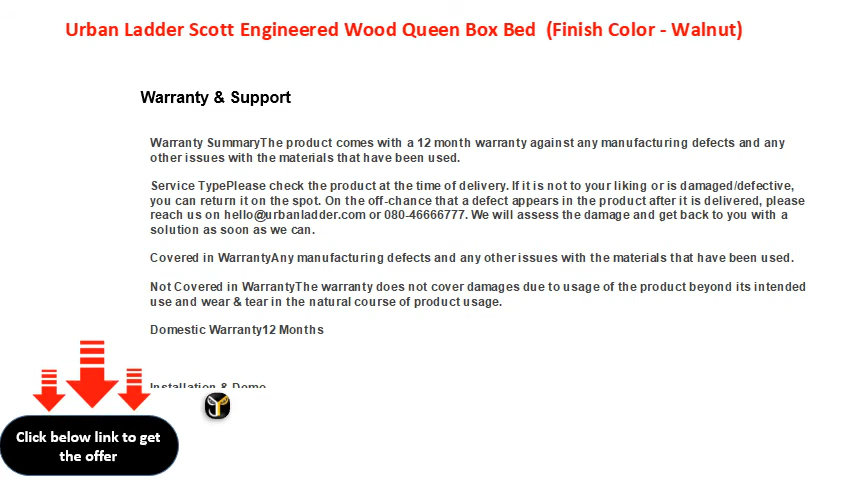 Urban Ladder Scott Engineered Wood Queen Box Bed (Finish Color - Walnut)
Warranty & Support
Warranty SummaryThe product comes with a 12 month warranty against any manufacturing defects and any
other issues with the materials that have been used.
Service TypePlease check the product at the time of delivery. If it is not to your liking or is damaged/defective,
you can return it on the spot. On the off-chance that a defect appears in the product after it is delivered, please
reach us on hello@urbanladder.com or 080-46666777. We will assess the damage and get back to you with a
solution as soon as we can.
Covered in WarrantyAny manufacturing defects and any other issues with the materials that have been used.
Not Covered in WarrantyThe warranty does not cover damages due to usage of the product beyond its intended
use and wear & tear in the natural course of product usage.
Domestic Warranty12 Months
Installation & Demo
Click below link to get
the offer